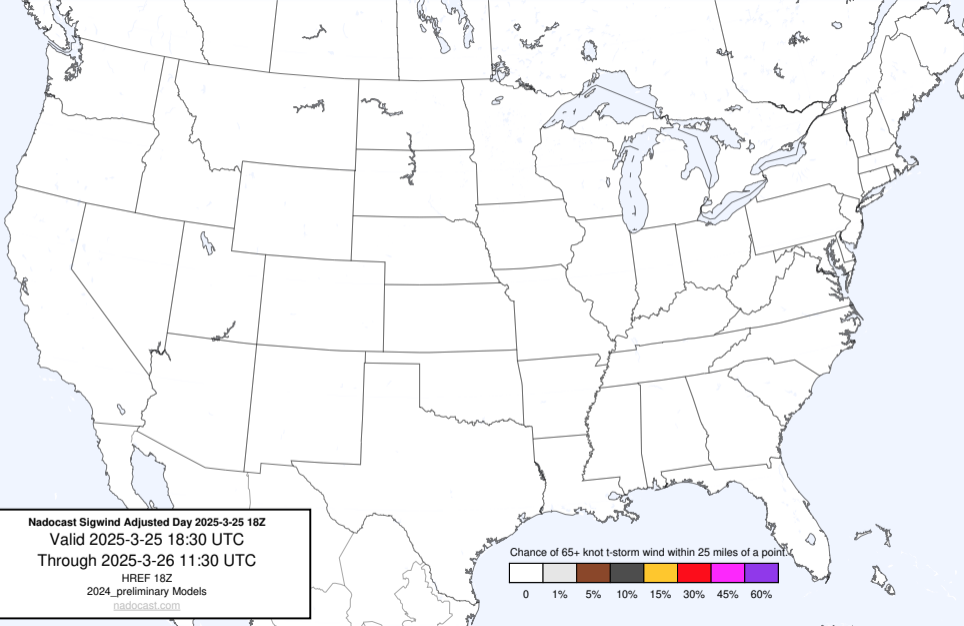 Nadocast Sigwind Adjusted Day 2025-3-25 18Z
Valid 2025-3-25 18:30 UTC
Through 2025-3-26 11:30 UTC
HREF 18Z
2024_preliminary Models
nadocast.com
Chance of 65+ knot t-storm wind within 25 miles of a point.
0 1% 5% 10% 15% 30% 45% 60%